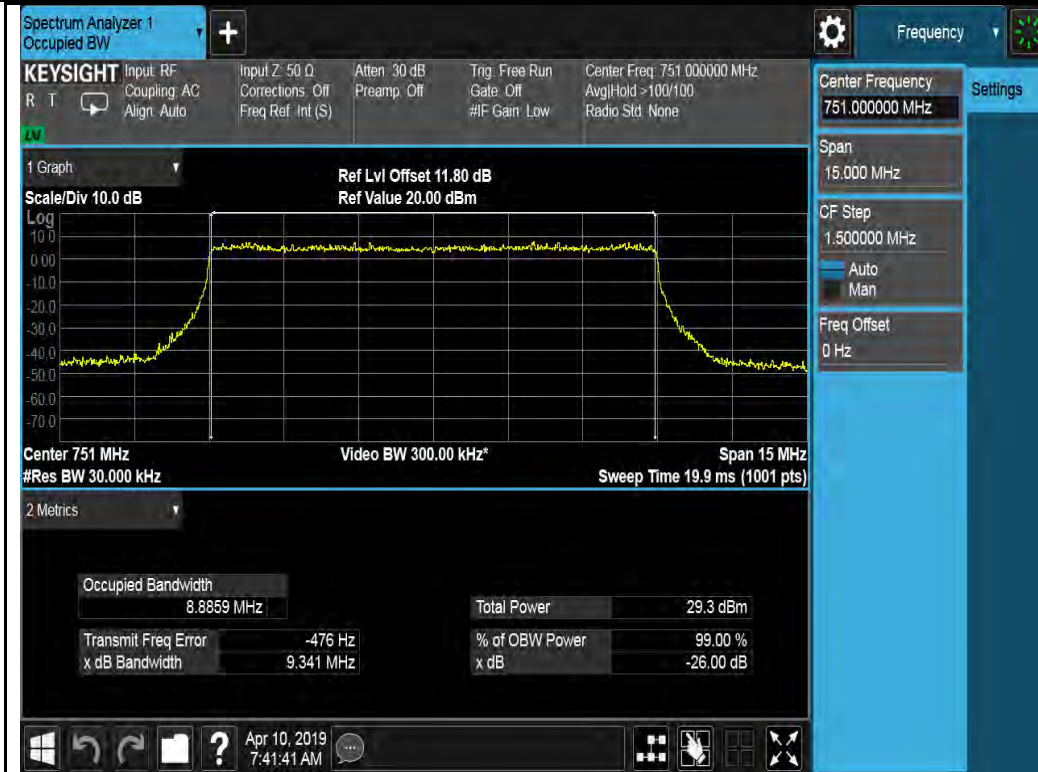 Spectrum Analyzer 1
Occupied BW
+
Frequency
KEYSIGHT
R T
LV
Input: RF
Coupling: AC
Align: Auto
Input Z: 50 Ω
Corrections: Off
Freq Ref: Int (S)
Atten: 30 dB
Preamp: Off
Trig: Free Run
Gate: Off
#IF Gain: Low
Center Freq: 751.000000 MHz
Avg|Hold >100/100
Radio Std: None
Center Frequency
751.000000 MHz
Settings
Span
15.000 MHz
CF Step
1.500000 MHz
Auto
Man
Freq Offset
0 Hz
1 Graph
Scale/Div 10.0 dB
Ref Lvl Offset 11.80 dB
Ref Value 20.00 dBm
Log
10.0
0.00
-10.0
-20.0
-30.0
-40.0
-50.0
-60.0
-70.0
Center 751 MHz
#Res BW 30.000 kHz
Video BW 300.00 kHz*
Span 15 MHz
Sweep Time 19.9 ms (1001 pts)
2 Metrics
Occupied Bandwidth
8.8859 MHz
Transmit Freq Error -476 Hz
x dB Bandwidth 9.341 MHz
Total Power 29.3 dBm
% of OBW Power 99.00 %
x dB -26.00 dB
?
Apr 10, 2019
7:41:41 AM